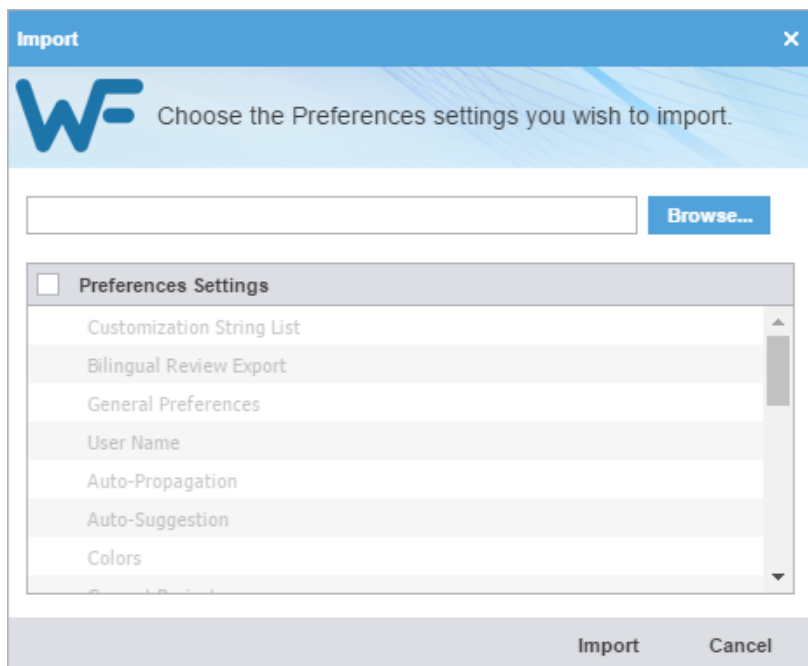 Import
WF
Choose the Preferences settings you wish to import.
Browse...
Preferences Settings
Customization String List
Bilingual Review Export
General Preferences
User Name
Auto-Propagation
Auto-Suggestion
Colors
Import
Cancel